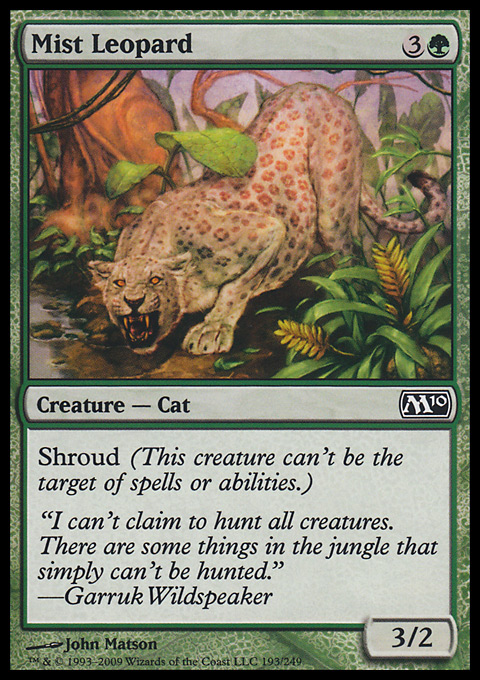 Mist Leopard 3
Creature — Cat M10
Shroud (This creature can't be the
target of spells or abilities.)
“I can't claim to hunt all creatures.
There are some things in the jungle that
simply can't be hunted.”
—Garruk Wildspeaker
3/2
John Matson
™ & © 1993–2009 Wizards of the Coast LLC 193/249